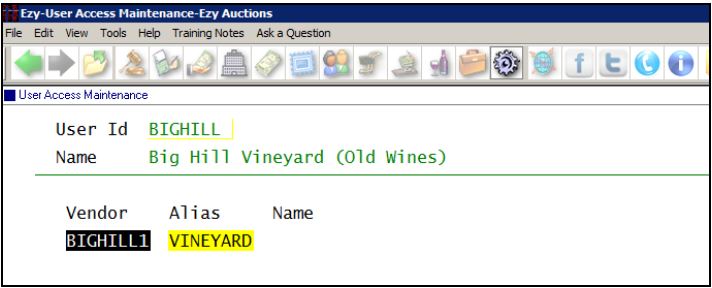 Ezy-User Access Maintenance-Ezy Auctions
File Edit View Tools Help Training Notes Ask a Question
User Access Maintenance
User Id BIGHILL
Name Big Hill Vineyard (Old Wines)
Vendor Alias Name
BIGHILL1 VINEYARD